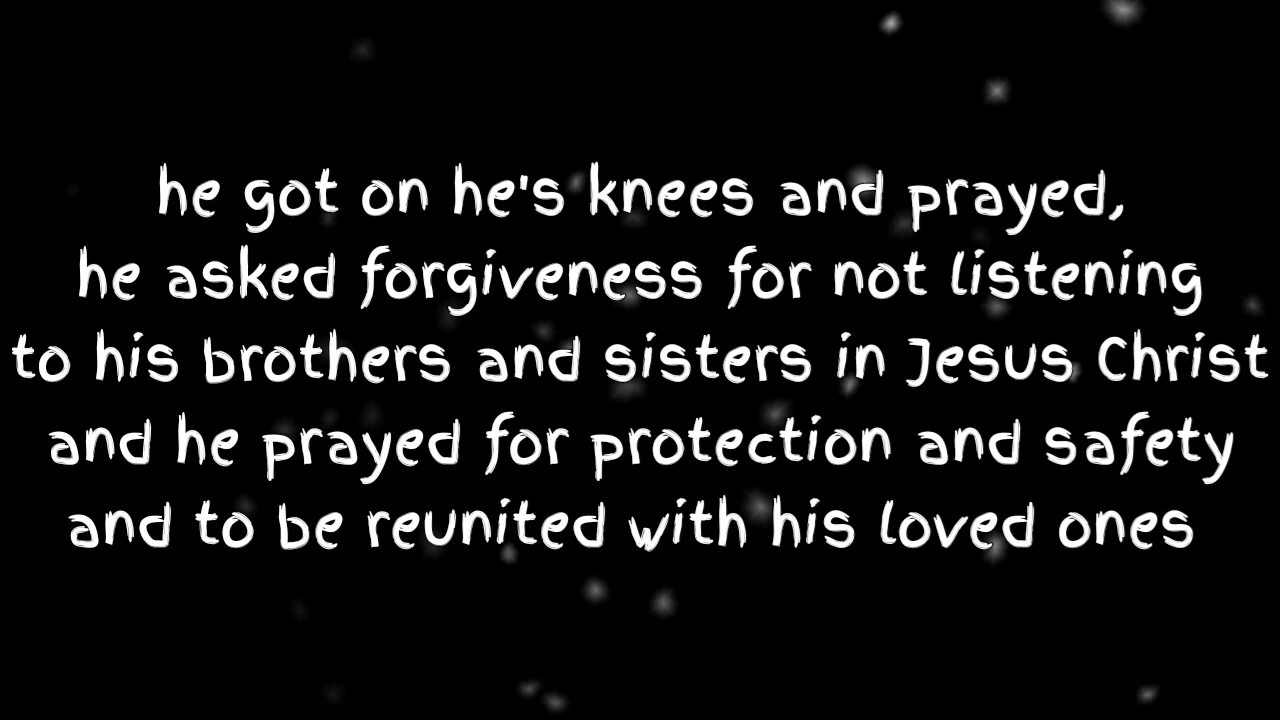 he got on he's knees and prayed,
he asked forgiveness for not listening
to his brothers and sisters in Jesus Christ
and he prayed for protection and safety
and to be reunited with his loved ones